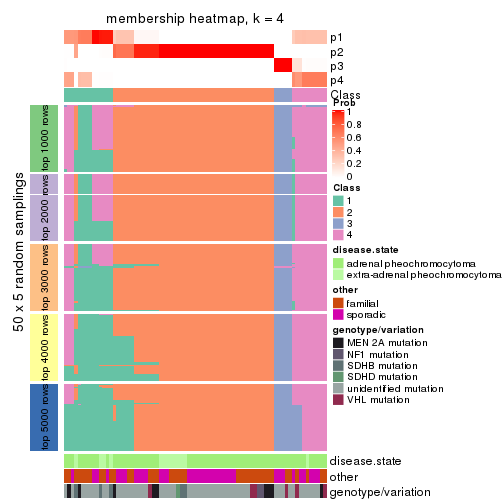 membership heatmap, k = 4
p1
p2
p3
p4
Class
Prob
1
0.8
0.6
0.4
0.2
0
Class
1
2
3
4
disease.state
adrenal pheochromocytoma
extra-adrenal pheochromocytoma
other
familial
sporadic
genotype/variation
MEN 2A mutation
NF1 mutation
SDHB mutation
SDHD mutation
unidentified mutation
VHL mutation
50 x 5 random samplings
top 1000 rows
top 2000 rows
top 3000 rows
top 4000 rows
top 5000 rows
disease.state
other
genotype/variation